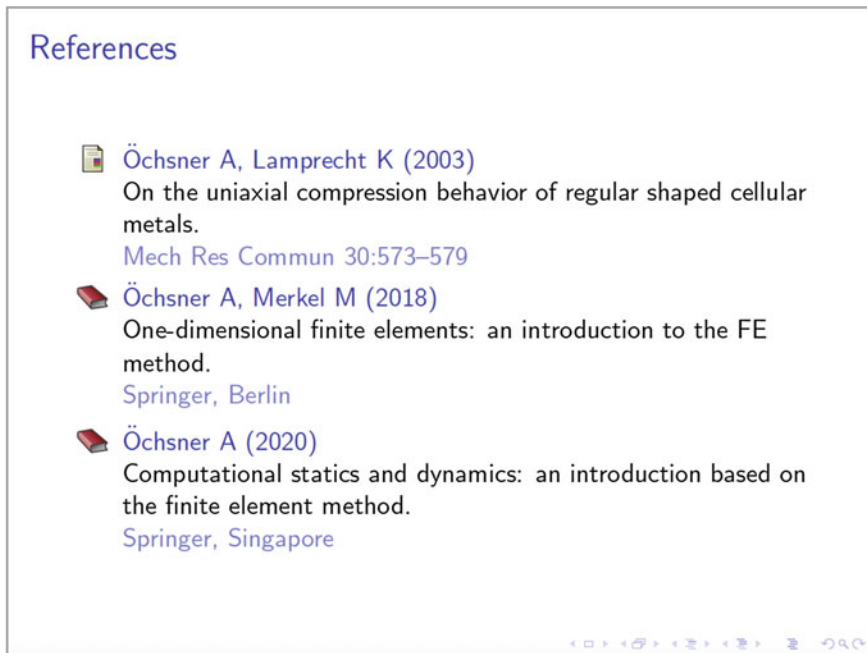 References
Öchsner A, Lamprecht K (2003)
On the uniaxial compression behavior of regular shaped cellular
metals.
Mech Res Commun 30:573–579
Öchsner A, Merkel M (2018)
One-dimensional finite elements: an introduction to the FE
method.
Springer, Berlin
Öchsner A (2020)
Computational statics and dynamics: an introduction based on
the finite element method.
Springer, Singapore